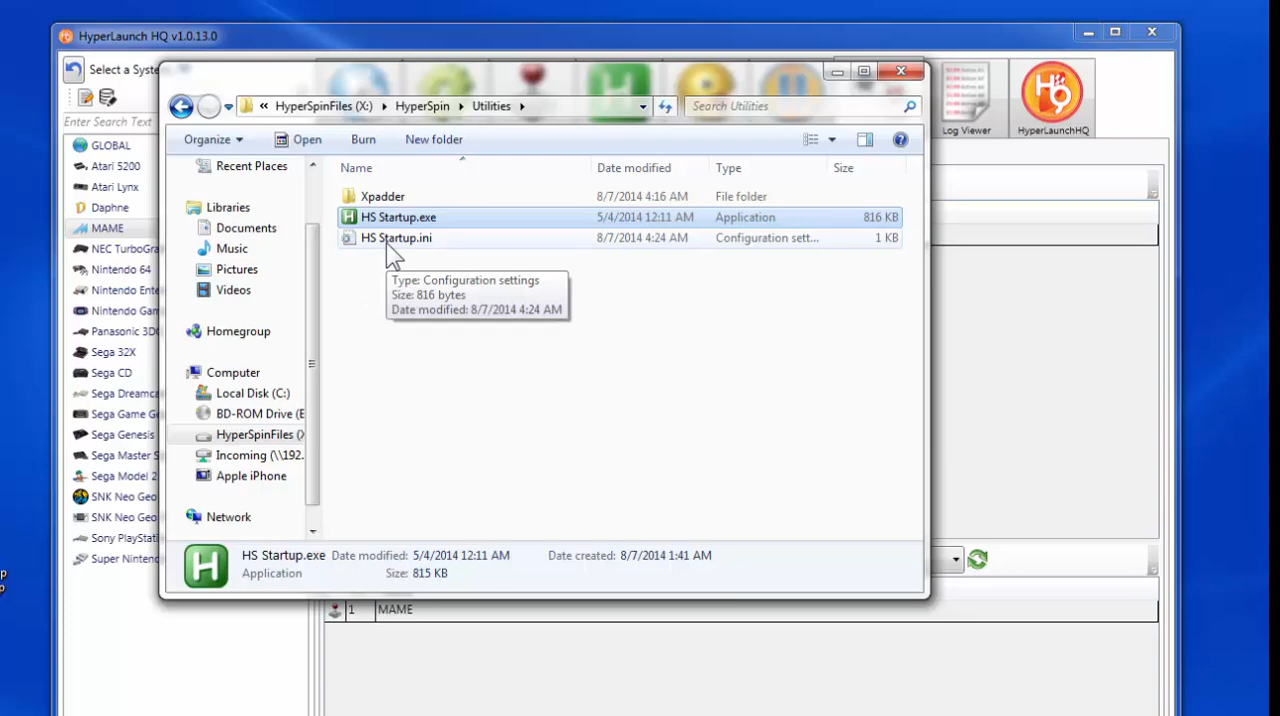 HyperLaunch HQ v1.0.13.0
Select a Syste
Enter Search Text
GLOBAL
Atari 5200
Atari Lynx
Daphne
MAME
NEC TurboGra
Nintendo 64
Nintendo Ente
Nintendo Gam
Panasonic 3DO
Sega 32X
Sega CD
Sega Dreamca
Sega Game Ge
Sega Genesis
Sega Master S
Sega Model 2
SNK Neo Geo
SNK Neo Geo
Sony PlayStati
Super Nintend
Log Viewer
HyperLaunchHQ
« HyperSpinFiles (X:) HyperSpin Utilities
Search Utilities
Organize Open Burn New folder
Recent Places
Libraries
Documents
Music
Pictures
Videos
Homegroup
Computer
Local Disk (C:)
BD-ROM Drive (E
HyperSpinFiles (X
Incoming (\\192.
Apple iPhone
Network
Name Date modified Type Size
Xpadder 8/7/2014 4:16 AM File folder
HS Startup.exe 5/4/2014 12:11 AM Application 816 KB
HS Startup.ini 8/7/2014 4:24 AM Configuration sett... 1 KB
Type: Configuration settings
Size: 816 bytes
Date modified: 8/7/2014 4:24 AM
HS Startup.exe Date modified: 5/4/2014 12:11 AM Date created: 8/7/2014 1:41 AM
Application Size: 815 KB
1 MAME